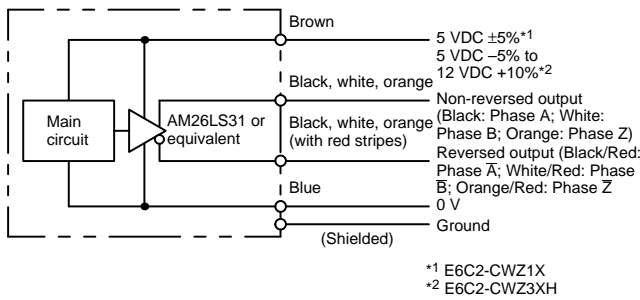 Brown
5 VDC ±5%*1
5 VDC –5% to
12 VDC +10%*2
Black, white, orange
Non-reversed output
(Black: Phase A; White:
Phase B; Orange: Phase Z)
Main
circuit
AM26LS31 or
equivalent
Black, white, orange
(with red stripes)
Reversed output (Black/Red:
Phase A̅; White/Red: Phase
B̅; Orange/Red: Phase Z̅
Blue
0 V
Ground
(Shielded)
*1 E6C2-CWZ1X
*2 E6C2-CWZ3XH